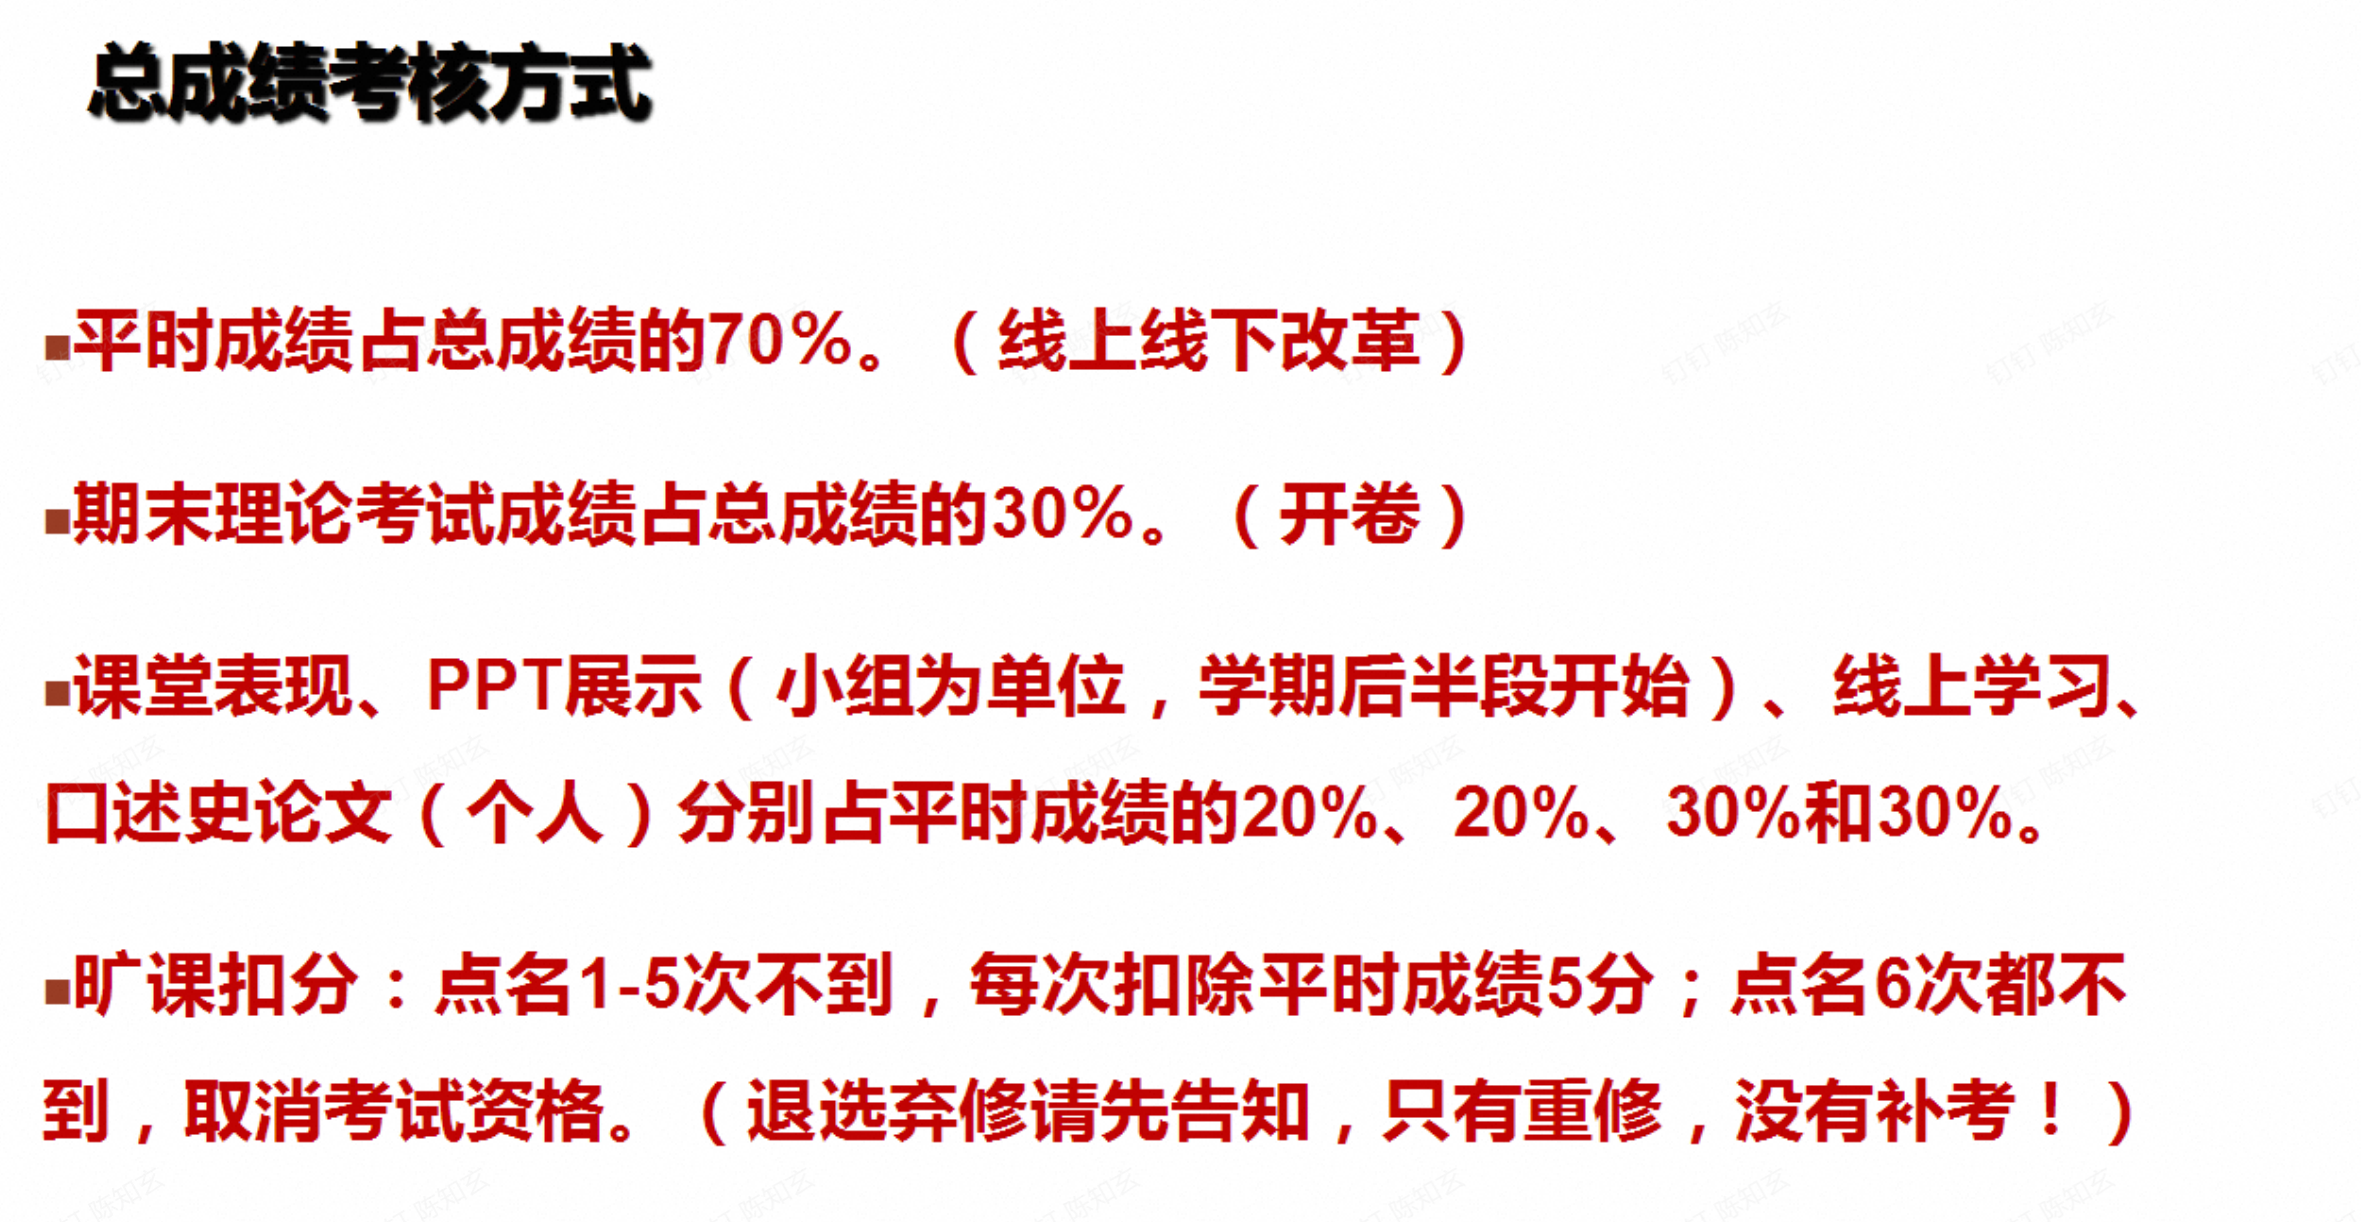 总成绩考核方式
■平时成绩占总成绩的70%。（线上线下改革）
■期末理论考试成绩占总成绩的30%。（开卷）
■课堂表现、PPT展示（小组为单位，学期后半段开始）、线上学习、
口述史论文（个人）分别占平时成绩的20%、20%、30%和30%。
■旷课扣分：点名1-5次不到，每次扣除平时成绩5分；点名6次都不
到，取消考试资格。（退选弃修请先告知，只有重修，没有补考！）
钉钉 陈知玄